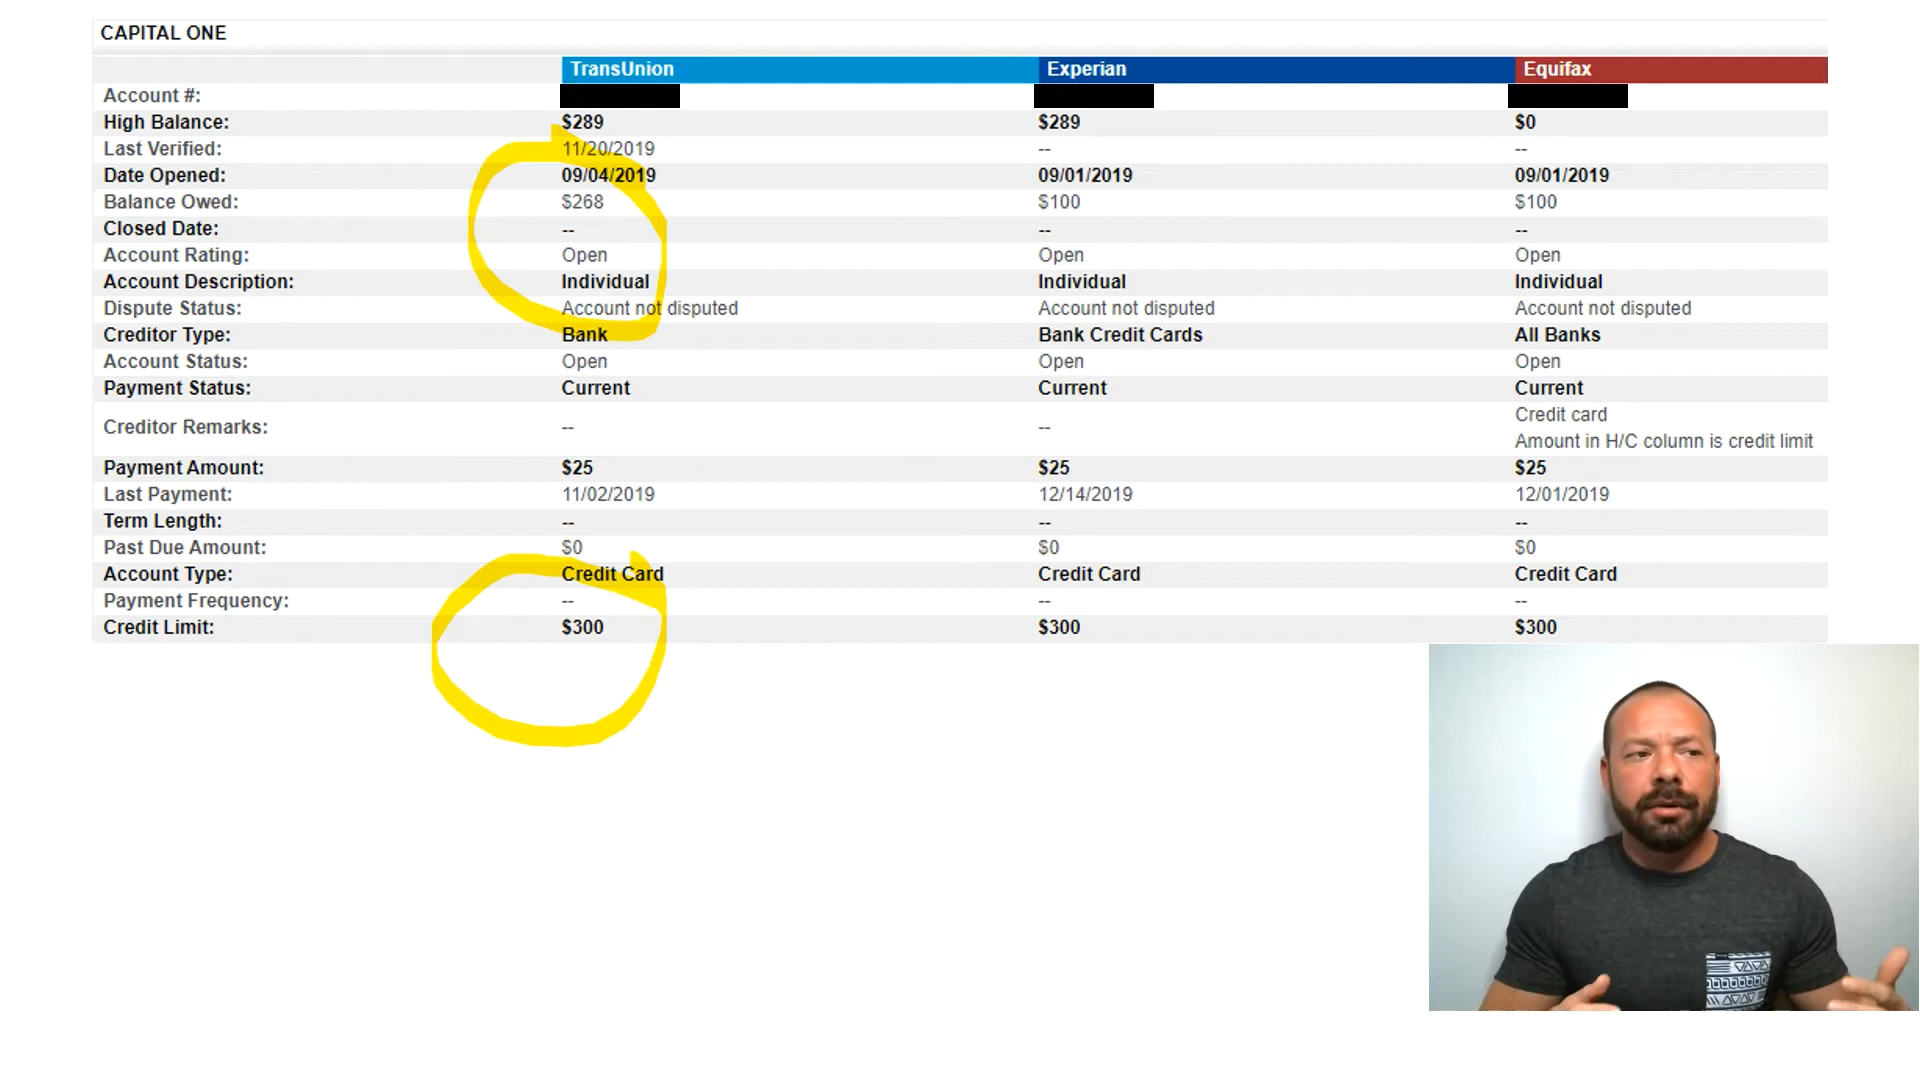 CAPITAL ONE
TransUnion Experian Equifax
Account #:
High Balance: $289 $289 $0
Last Verified: 11/20/2019 -- --
Date Opened: 09/04/2019 09/01/2019 09/01/2019
Balance Owed: $268 $100 $100
Closed Date: -- -- --
Account Rating: Open Open Open
Account Description: Individual Individual Individual
Dispute Status: Account not disputed Account not disputed Account not disputed
Creditor Type: Bank Bank Credit Cards All Banks
Account Status: Open Open Open
Payment Status: Current Current Current
Creditor Remarks: -- -- Credit card
Amount in H/C column is credit limit
Payment Amount: $25 $25 $25
Last Payment: 11/02/2019 12/14/2019 12/01/2019
Term Length: -- -- --
Past Due Amount: $0 $0 $0
Account Type: Credit Card Credit Card Credit Card
Payment Frequency: -- -- --
Credit Limit: $300 $300 $300